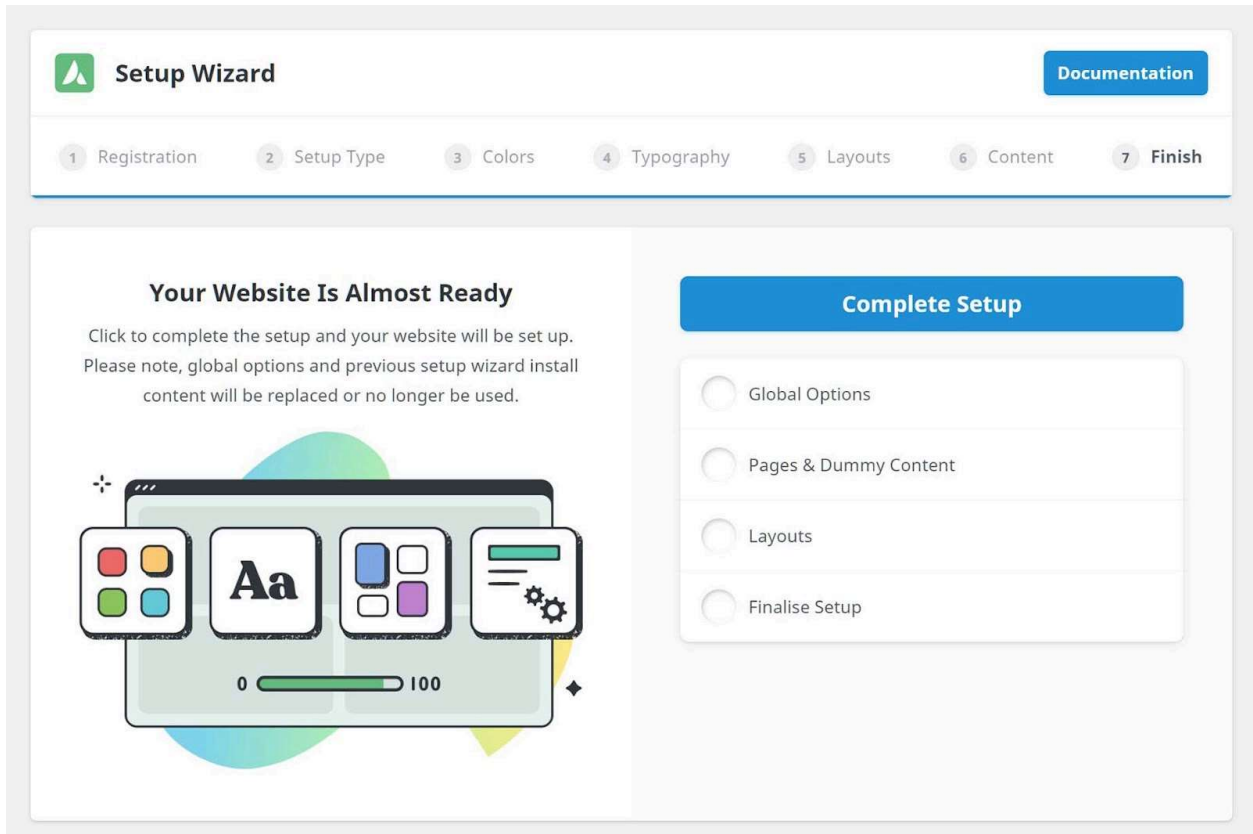 Setup Wizard
Documentation
1 Registration
2 Setup Type
3 Colors
4 Typography
5 Layouts
6 Content
7 Finish
Your Website Is Almost Ready
Click to complete the setup and your website will be set up.
Please note, global options and previous setup wizard install
content will be replaced or no longer be used.
Aa
0 100
Complete Setup
Global Options
Pages & Dummy Content
Layouts
Finalise Setup